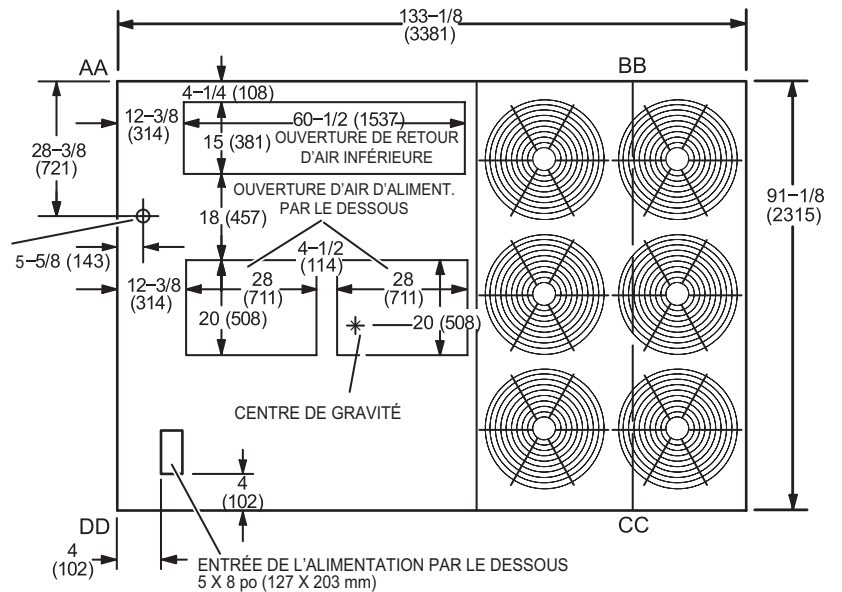 133–1/8
(3381)
AA
BB
4-1/4 (108)
12–3/8
(314)
60-1/2 (1537)
15 (381)
OUVERTURE DE RETOUR
D'AIR INFÉRIEURE
28–3/8
(721)
OUVERTURE D'AIR D'ALIMENT.
PAR LE DESSOUS
91–1/8
(2315)
18 (457)
4–1/2
(114)
5–5/8 (143)
12–3/8
(314)
28
(711)
28
(711)
20 (508)
20 (508)
CENTRE DE GRAVITÉ
4
(102)
DD
CC
4
(102)
ENTRÉE DE L'ALIMENTATION PAR LE DESSOUS
5 X 8 po (127 X 203 mm)